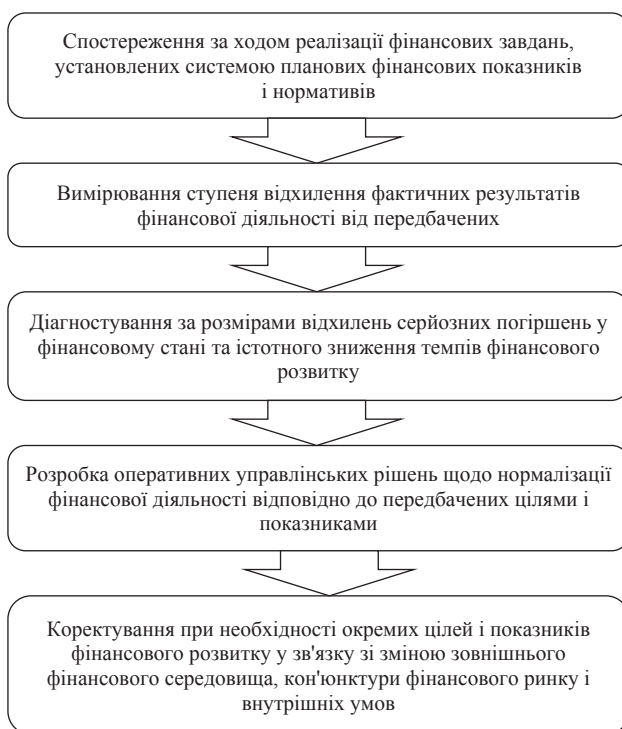 Спостереження за ходом реалізації фінансових завдань,
установлених системою планових фінансових показників
і нормативів
Вимірювання ступеня відхилення фактичних результатів
фінансової діяльності від передбачених
Діагностування за розмірами відхилень серйозних погіршень у
фінансовому стані та істотного зниження темпів фінансового
розвитку
Розробка оперативних управлінських рішень щодо нормалізації
фінансової діяльності відповідно до передбачених цілями і
показниками
Коректування при необхідності окремих цілей і показників
фінансового розвитку у зв'язку зі зміною зовнішнього
фінансового середовища, кон'юнктури фінансового ринку і
внутрішніх умов